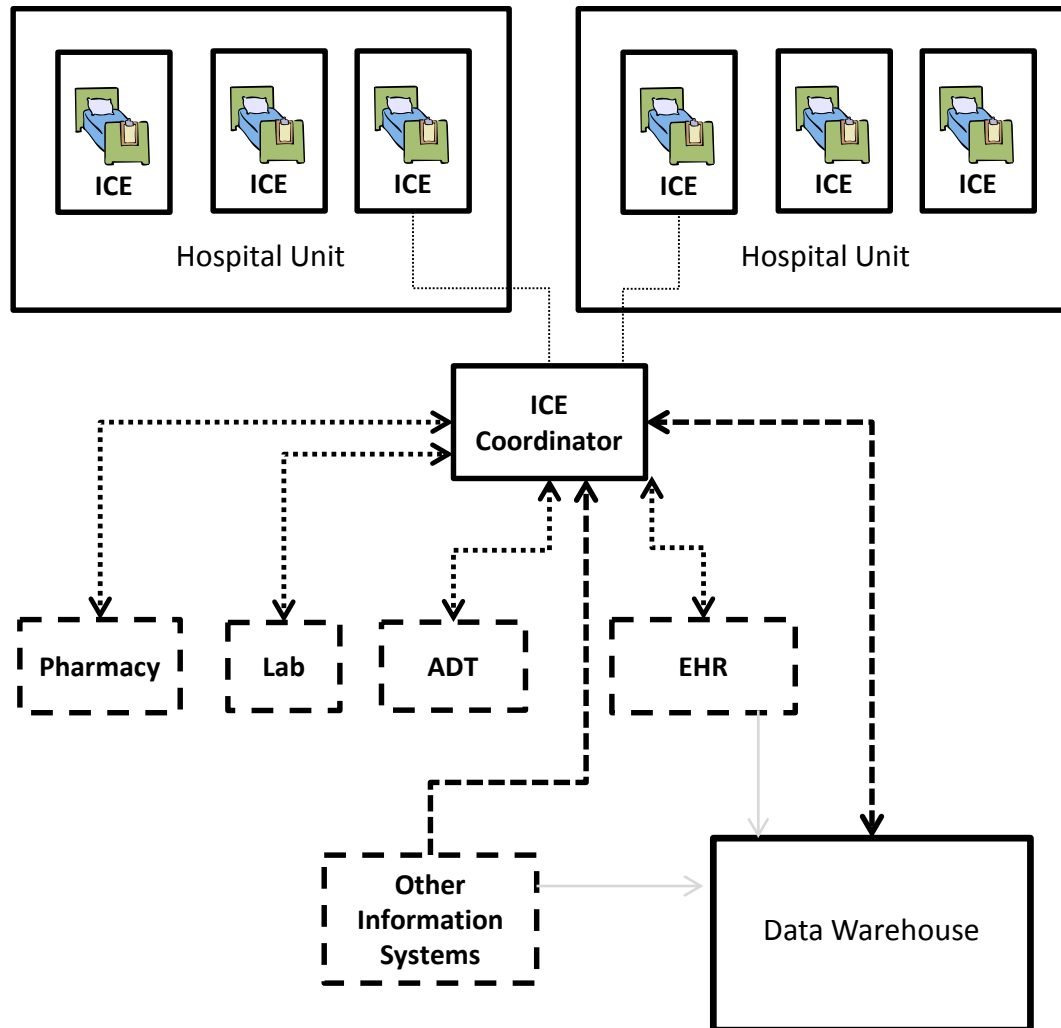 ICE
ICE
ICE
Hospital Unit
ICE
ICE
ICE
Hospital Unit
ICE
Coordinator
Pharmacy
Lab
ADT
EHR
Other
Information
Systems
Data Warehouse